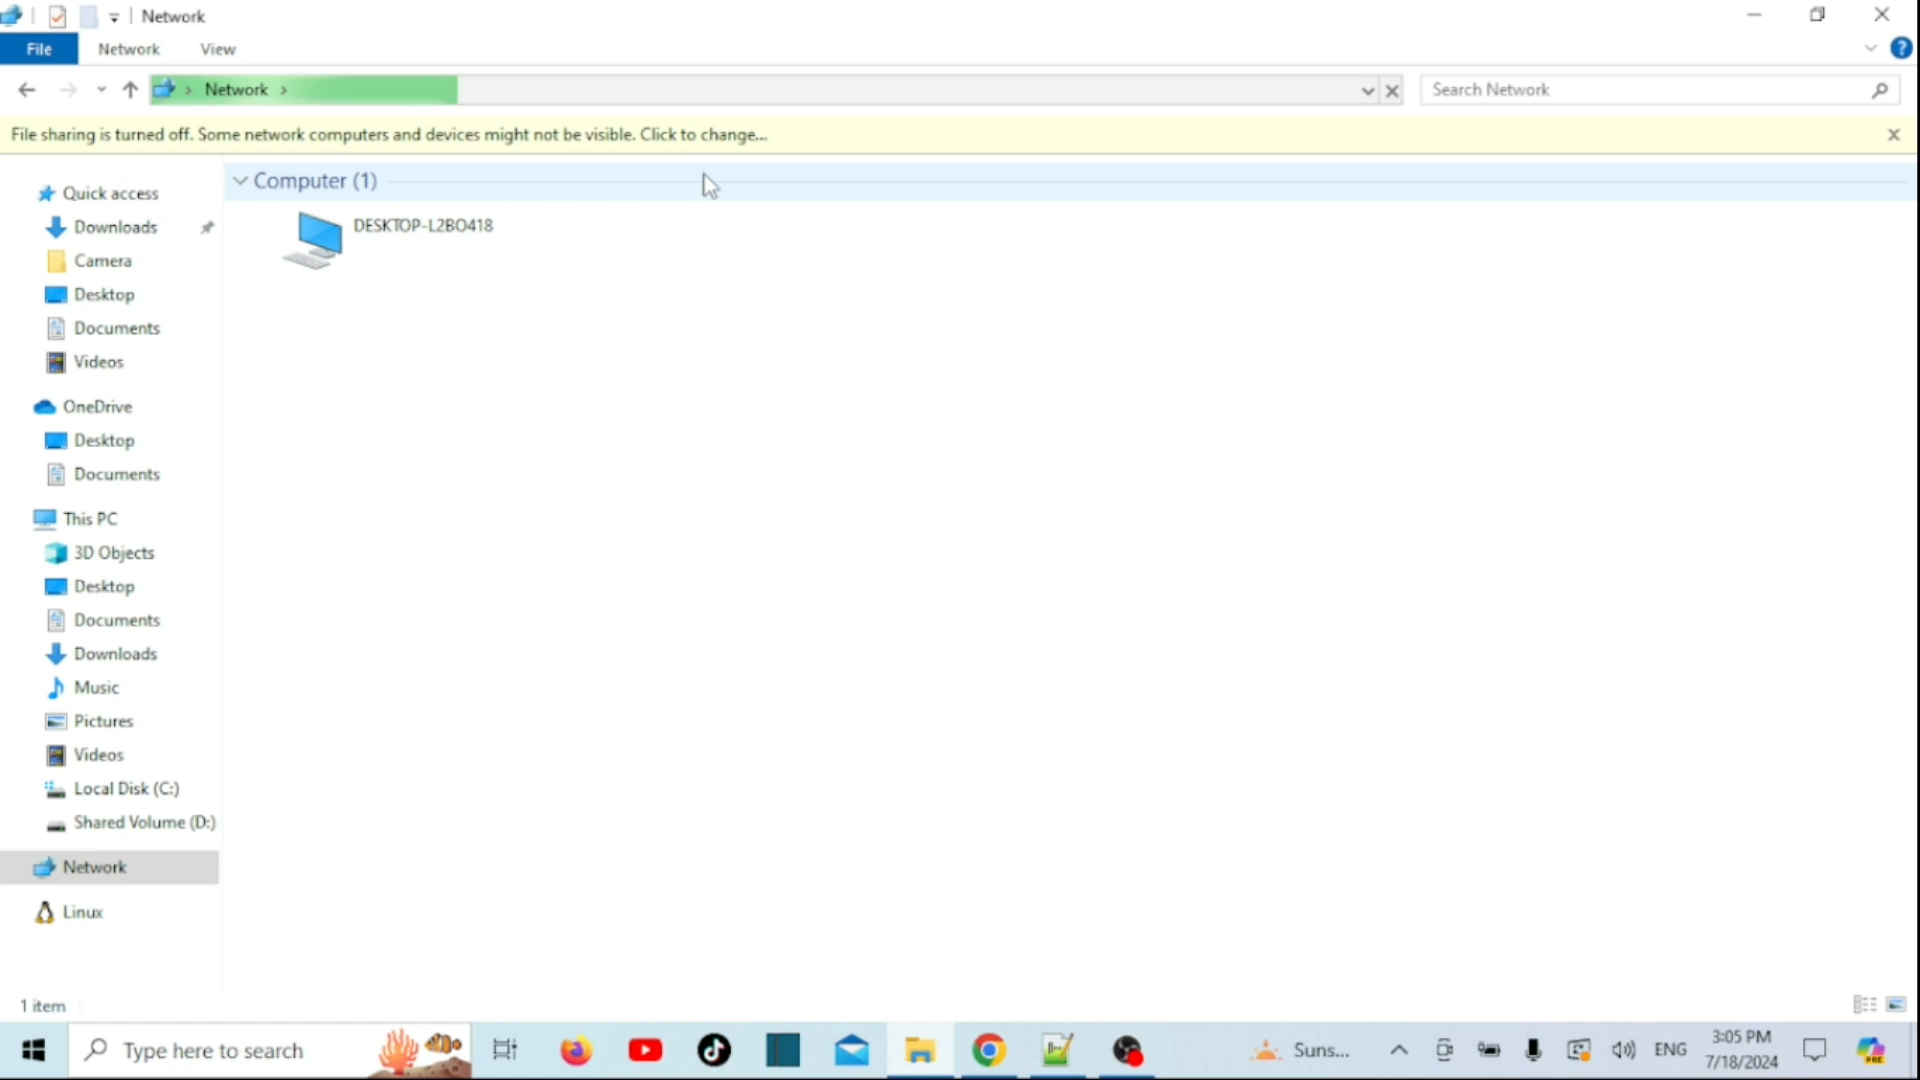 Network
File Network View
Network
Search Network
File sharing is turned off. Some network computers and devices might not be visible. Click to change...
Computer (1)
DESKTOP-L2BO418
Quick access
Downloads
Camera
Desktop
Documents
Videos
OneDrive
Desktop
Documents
This PC
3D Objects
Desktop
Documents
Downloads
Music
Pictures
Videos
Local Disk (C:)
Shared Volume (D:)
Network
Linux
1 item
Type here to search
Suns...
ENG
3:05 PM
7/18/2024
PRE